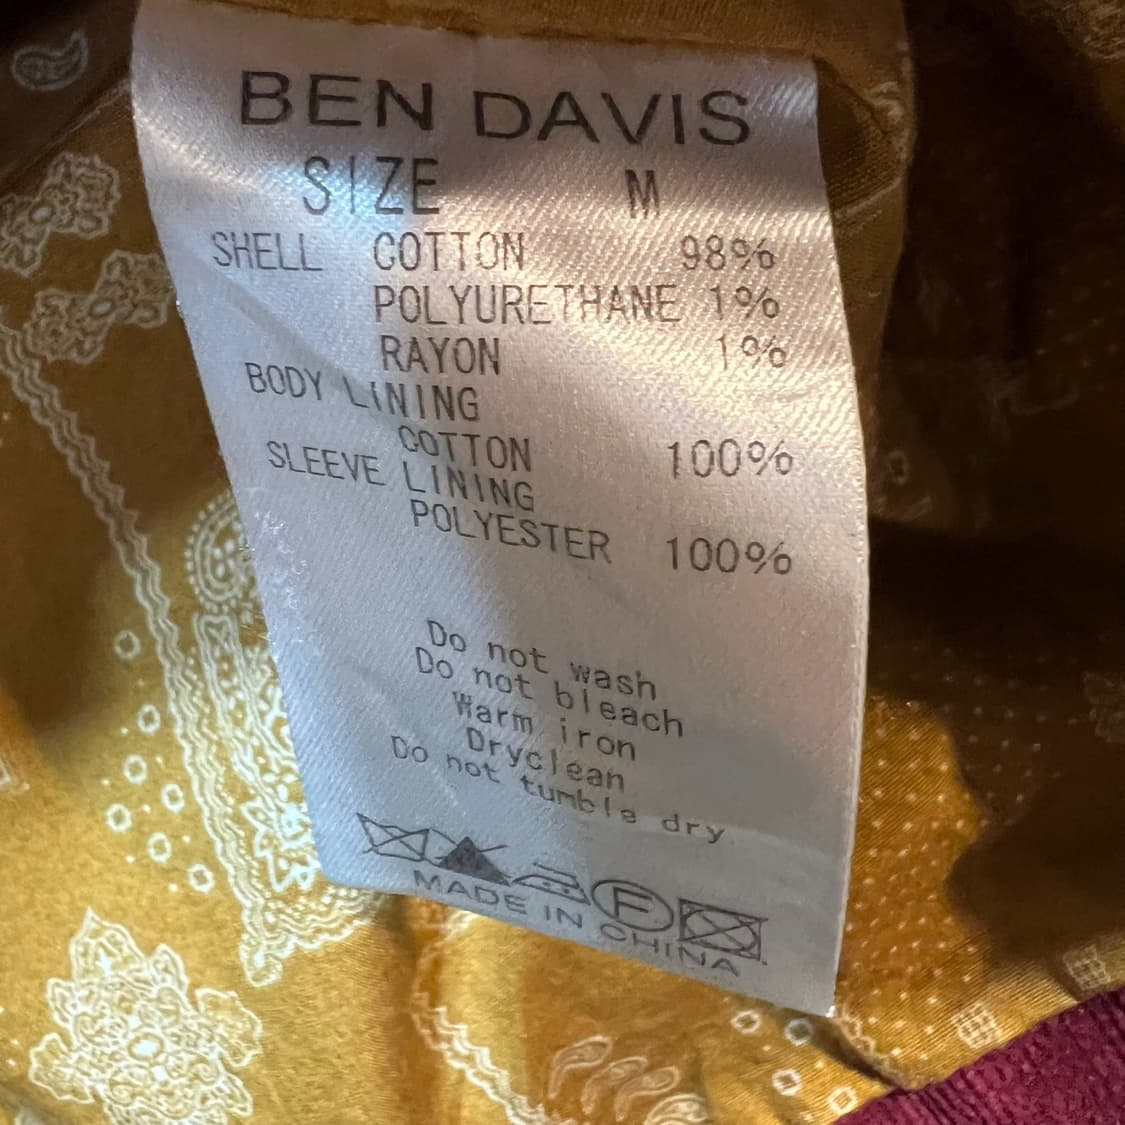 BEN DAVIS
SIZE M
SHELL COTTON 98%
POLYURETHANE 1%
RAYON 1%
BODY LINING
COTTON 100%
SLEEVE LINING
POLYESTER 100%
Do not wash
Do not bleach
Warm iron
Dryclean
Do not tumble dry
F
MADE IN CHINA